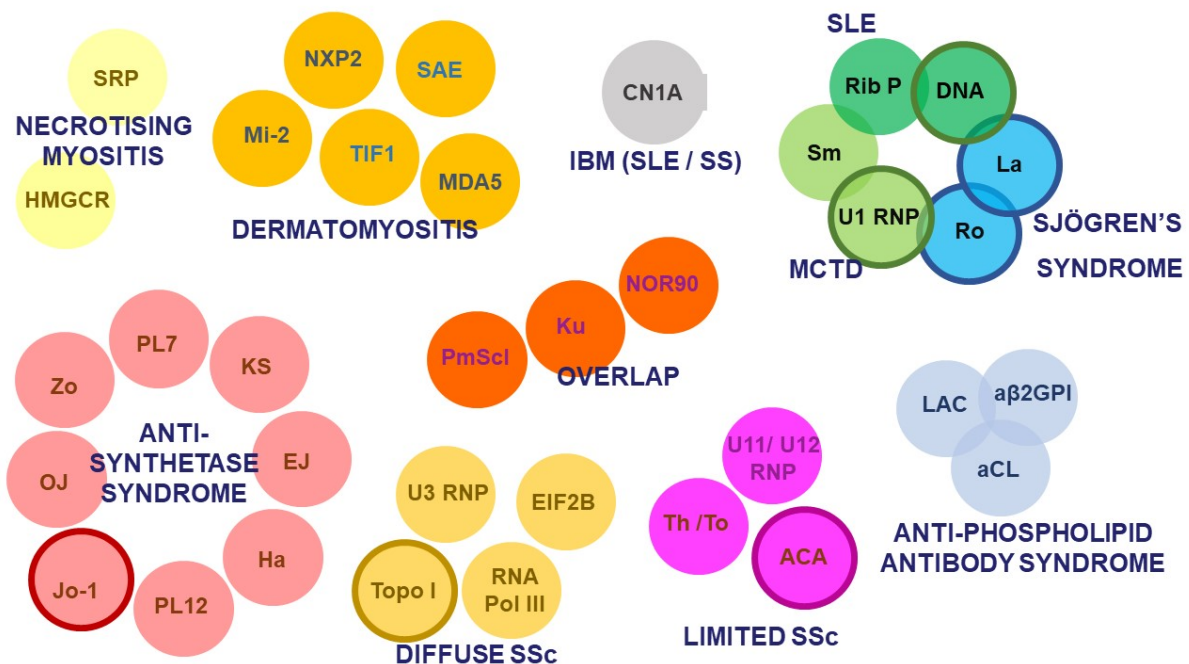 SRP
NECROTISING
MYOSITIS
HMGCR
NXP2
SAE
Mi-2
TIF1
MDA5
DERMATOMYOSITIS
CN1A
IBM (SLE / SS)
SLE
Rib P
DNA
Sm
La
U1 RNP
Ro
MCTD
SJÖGREN'S
SYNDROME
NOR90
Ku
PmScl
OVERLAP
PL7
KS
Zo
ANTI-
SYNTHETASE
SYNDROME
EJ
OJ
Ha
Jo-1
PL12
U3 RNP
EIF2B
Topo I
RNA
Pol III
DIFFUSE SSc
U11/ U12
RNP
Th /To
ACA
LIMITED SSc
LAC
aβ2GPI
aCL
ANTI-PHOSPHOLIPID
ANTIBODY SYNDROME